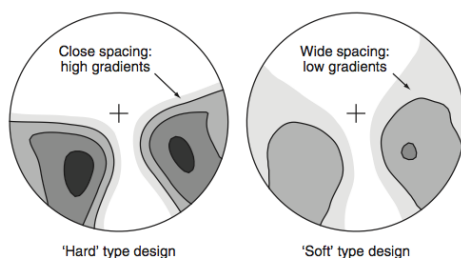 Close spacing:
high gradients
Wide spacing:
low gradients
'Hard' type design
'Soft' type design